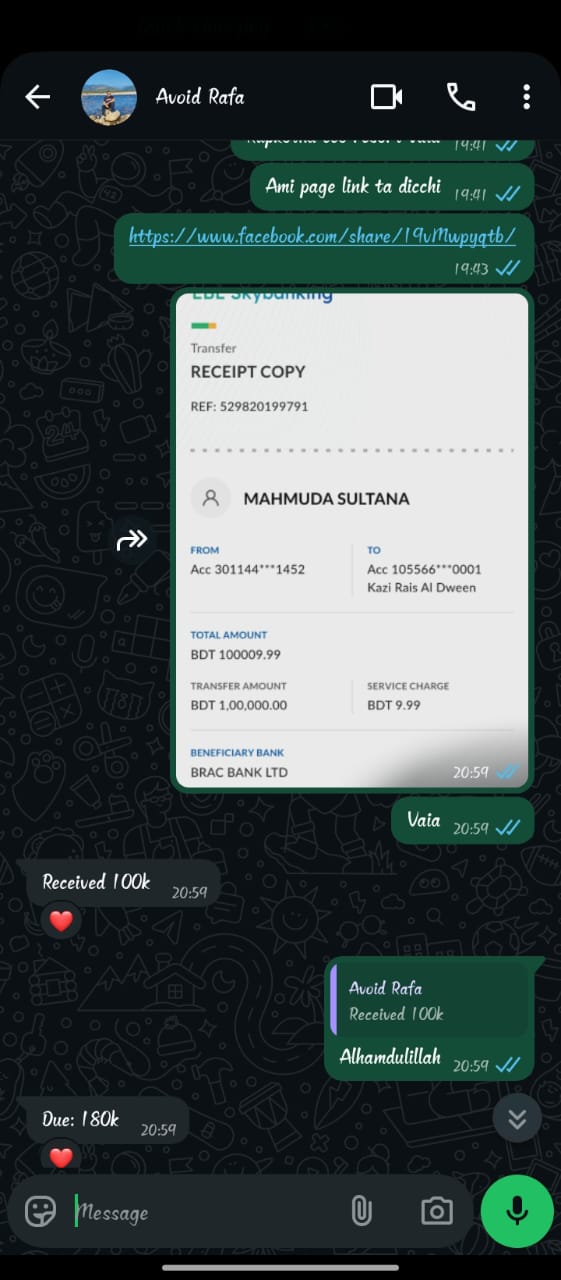 Avoid Rafa
19:41
Ami page link ta dicchi 19:41
https://www.facebook.com/share/19vMwpyqtb/
19:43
EBL Skybanking
Transfer
RECEIPT COPY
REF: 529820199791
MAHMUDA SULTANA
FROM
Acc 301144***1452
TO
Acc 105566***0001
Kazi Rais Al Dween
TOTAL AMOUNT
BDT 100009.99
TRANSFER AMOUNT
BDT 1,00,000.00
SERVICE CHARGE
BDT 9.99
BENEFICIARY BANK
BRAC BANK LTD
20:59
Vaia 20:59
Received 100k 20:59
Avoid Rafa
Received 100k
Alhamdulillah 20:59
Due: 180k 20:59
Message